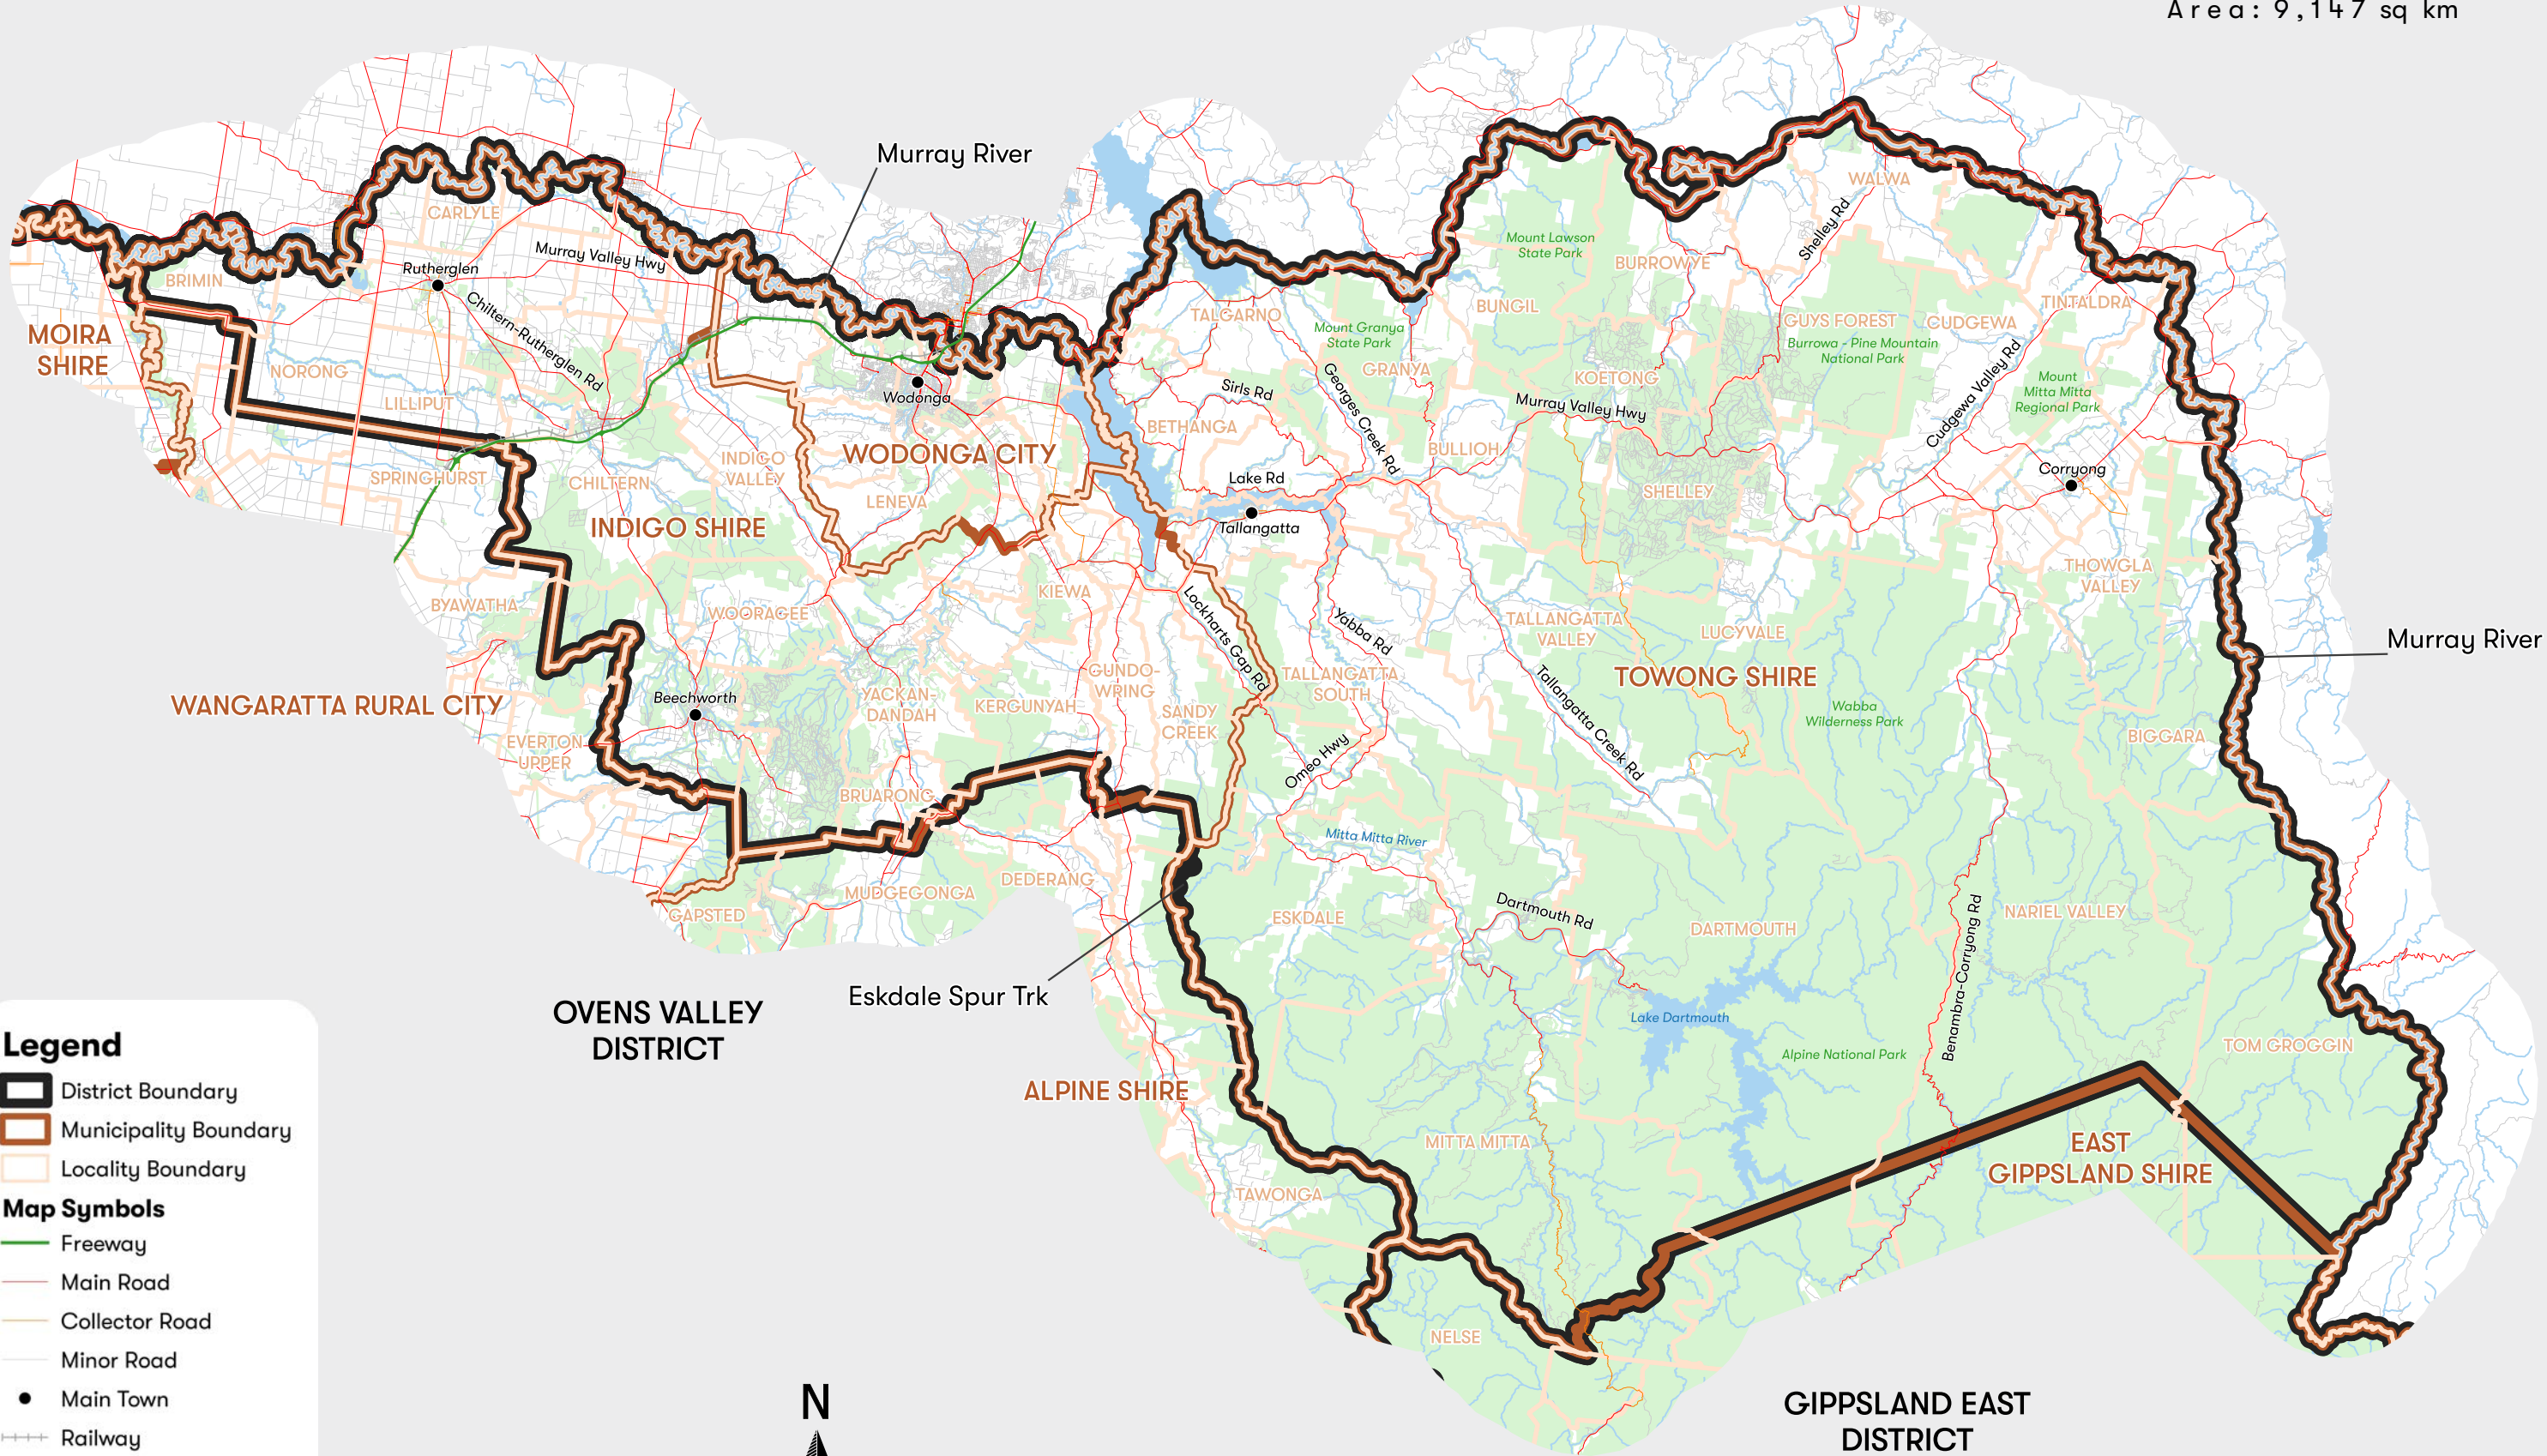 Area: 9,147 sq km
Murray River
WALWA
CARLYLE
Shelley Rd
Mount Lawson
State Park
Murray Valley Hwy
BURROWYE
Rutherglen
BRIMIN
TINTALDRA
BUNGIL
TALGARNO
Chiltern-Rutherglen Rd
GUYS FOREST
CUDGEWA
MOIRA
SHIRE
Mount Granya
State Park
Burrowa - Pine Mountain
National Park
NORONG
GRANYA
KOETONG
Mount
Mitta Mitta
Regional Park
Cudgewa Valley Rd
Georges Creek Rd
Sirls Rd
Wodonga
LILLIPUT
Murray Valley Hwy
BETHANGA
WODONGA CITY
BULLIOH
INDIGO
VALLEY
Corryong
SPRINGHURST
CHILTERN
Lake Rd
SHELLEY
LENEVA
INDIGO SHIRE
Tallangatta
THOWGLA
VALLEY
KIEWA
BYAWATHA
WOORAGEE
Lockharts Gap Rd
Yabba Rd
TALLANGATTA
VALLEY
LUCYVALE
Murray River
GUNDO-
WRING
TALLANGATTA
SOUTH
TOWONG SHIRE
Tallangatta Creek Rd
Beechworth
YACKAN-
DANDAH
KERGUNYAH
WANGARATTA RURAL CITY
SANDY
CREEK
Wabba
Wilderness Park
BIGGARA
EVERTON
UPPER
Omeo Hwy
BRUARONG
Mitta Mitta River
DEDERANG
MUDGEGONGA
GAPSTED
ESKDALE
Dartmouth Rd
NARIEL VALLEY
DARTMOUTH
Benambra-Corryong Rd
Eskdale Spur Trk
OVENS VALLEY
DISTRICT
Lake Dartmouth
TOM GROGGIN
Alpine National Park
ALPINE SHIRE
MITTA MITTA
EAST
GIPPSLAND SHIRE
TAWONGA
NELSE
GIPPSLAND EAST
DISTRICT
Legend
District Boundary
Municipality Boundary
Locality Boundary
Map Symbols
Freeway
Main Road
Collector Road
Minor Road
Main Town
Railway
N